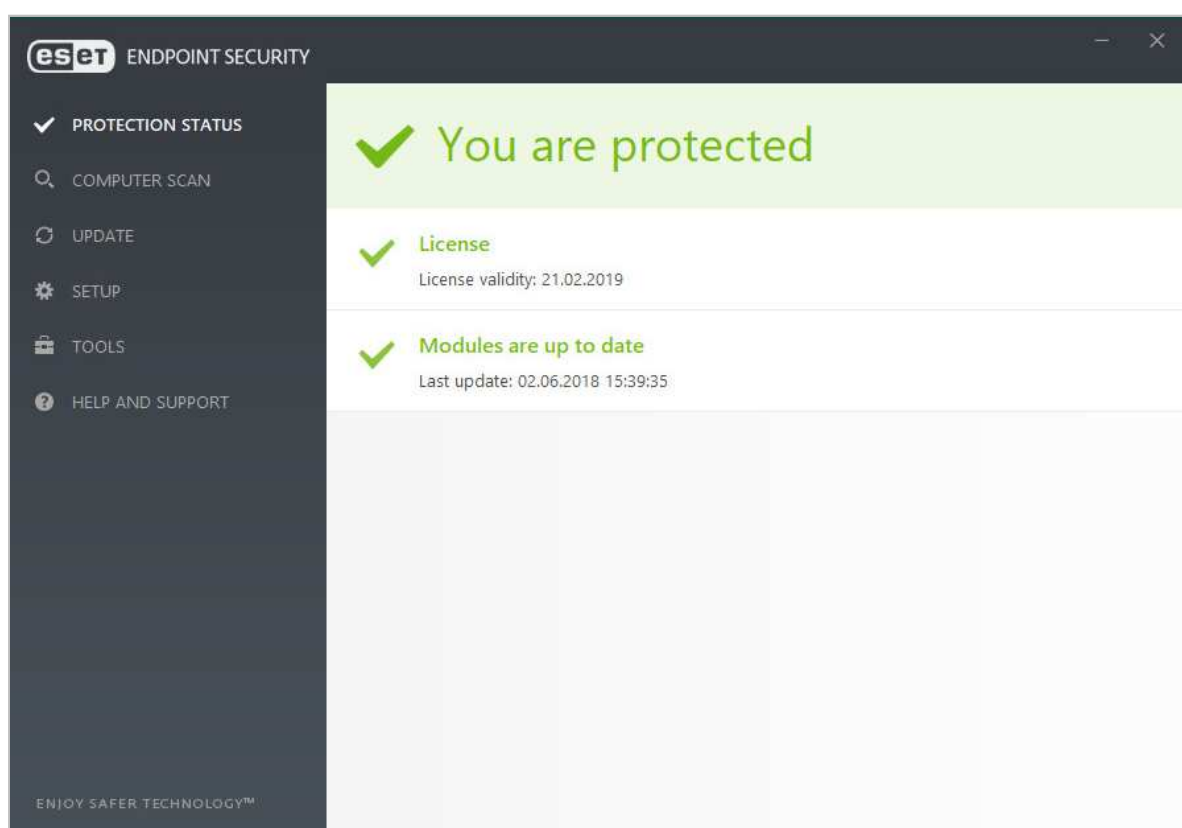 eset ENDPOINT SECURITY
PROTECTION STATUS
COMPUTER SCAN
UPDATE
SETUP
TOOLS
HELP AND SUPPORT
ENJOY SAFER TECHNOLOGY™
You are protected
License
License validity: 21.02.2019
Modules are up to date
Last update: 02.06.2018 15:39:35